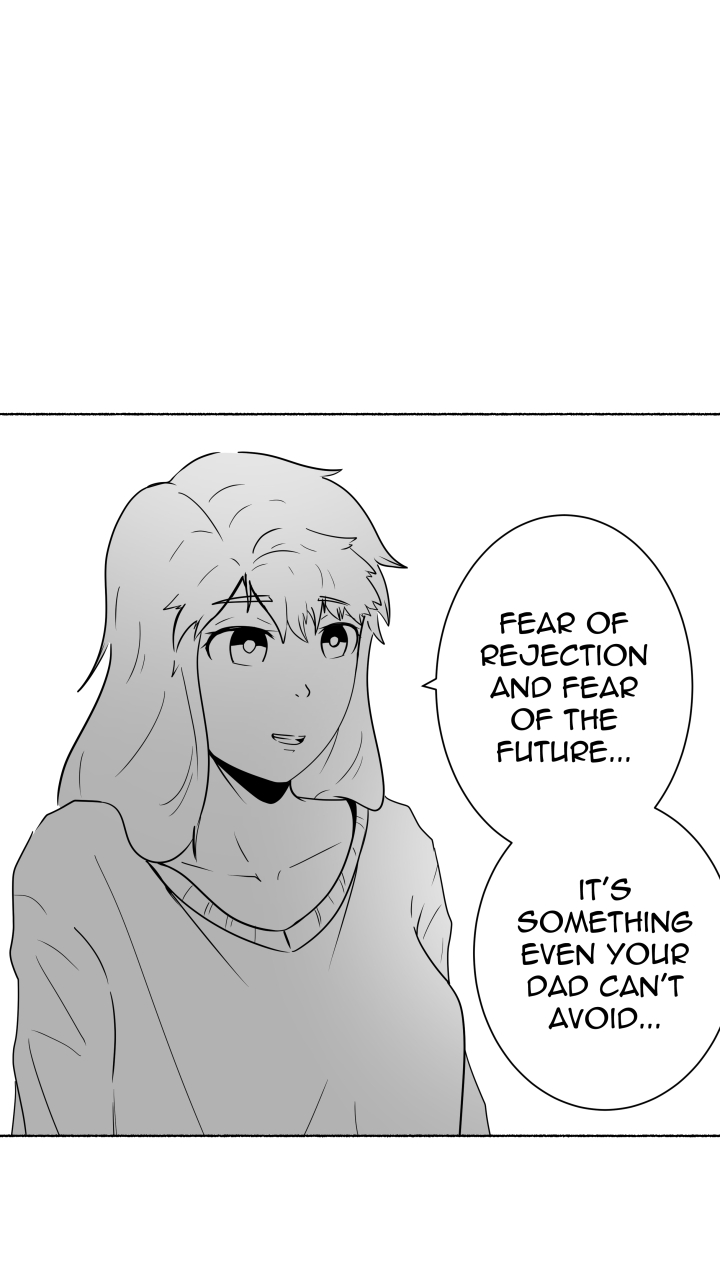 FEAR OF
REJECTION
AND FEAR
OF THE
FUTURE...
IT'S
SOMETHING
EVEN YOUR
DAD CAN'T
AVOID...